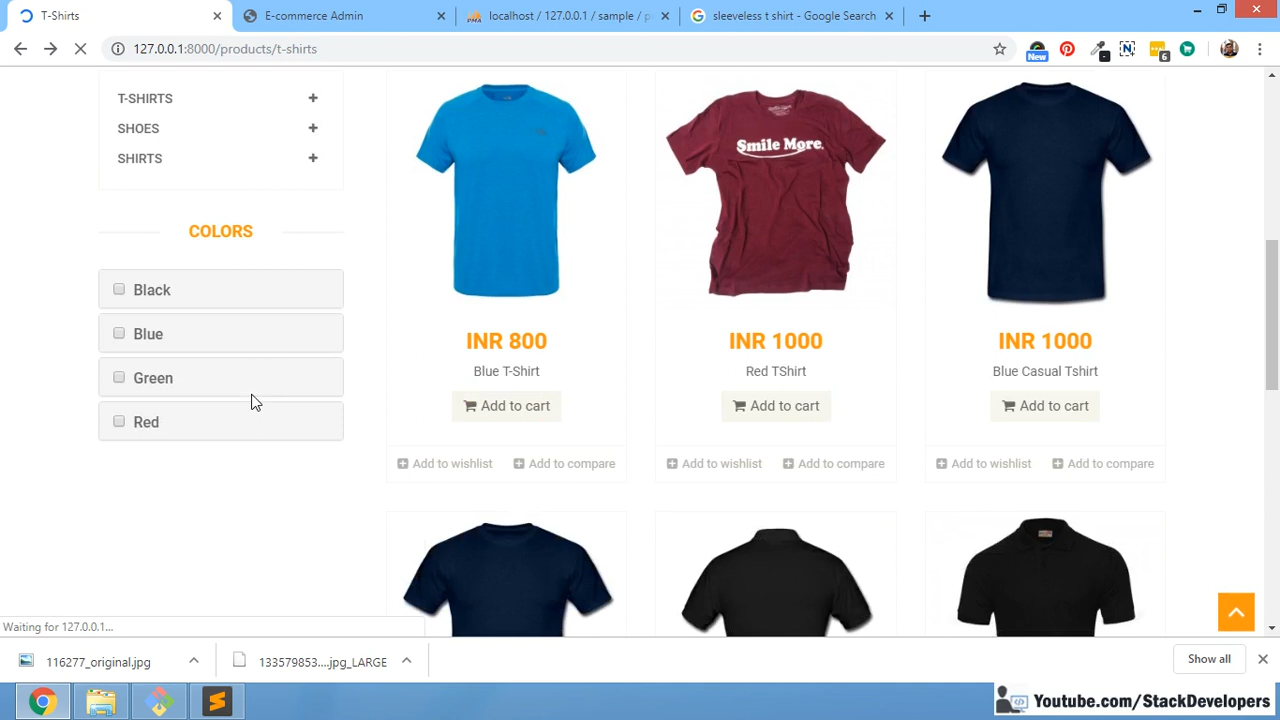 T-Shirts
E-commerce Admin
localhost / 127.0.0.1 / sample / p
sleeveless t shirt - Google Search
127.0.0.1:8000/products/t-shirts
New
6
T-SHIRTS
SHOES
SHIRTS
COLORS
Black
Blue
Green
Red
Smile More.
INR 800
Blue T-Shirt
Add to cart
Add to wishlist
Add to compare
INR 1000
Red TShirt
Add to cart
Add to wishlist
Add to compare
INR 1000
Blue Casual Tshirt
Add to cart
Add to wishlist
Add to compare
Waiting for 127.0.0.1...
116277_original.jpg
133579853....jpg_LARGE
Show all
Youtube.com/StackDevelopers